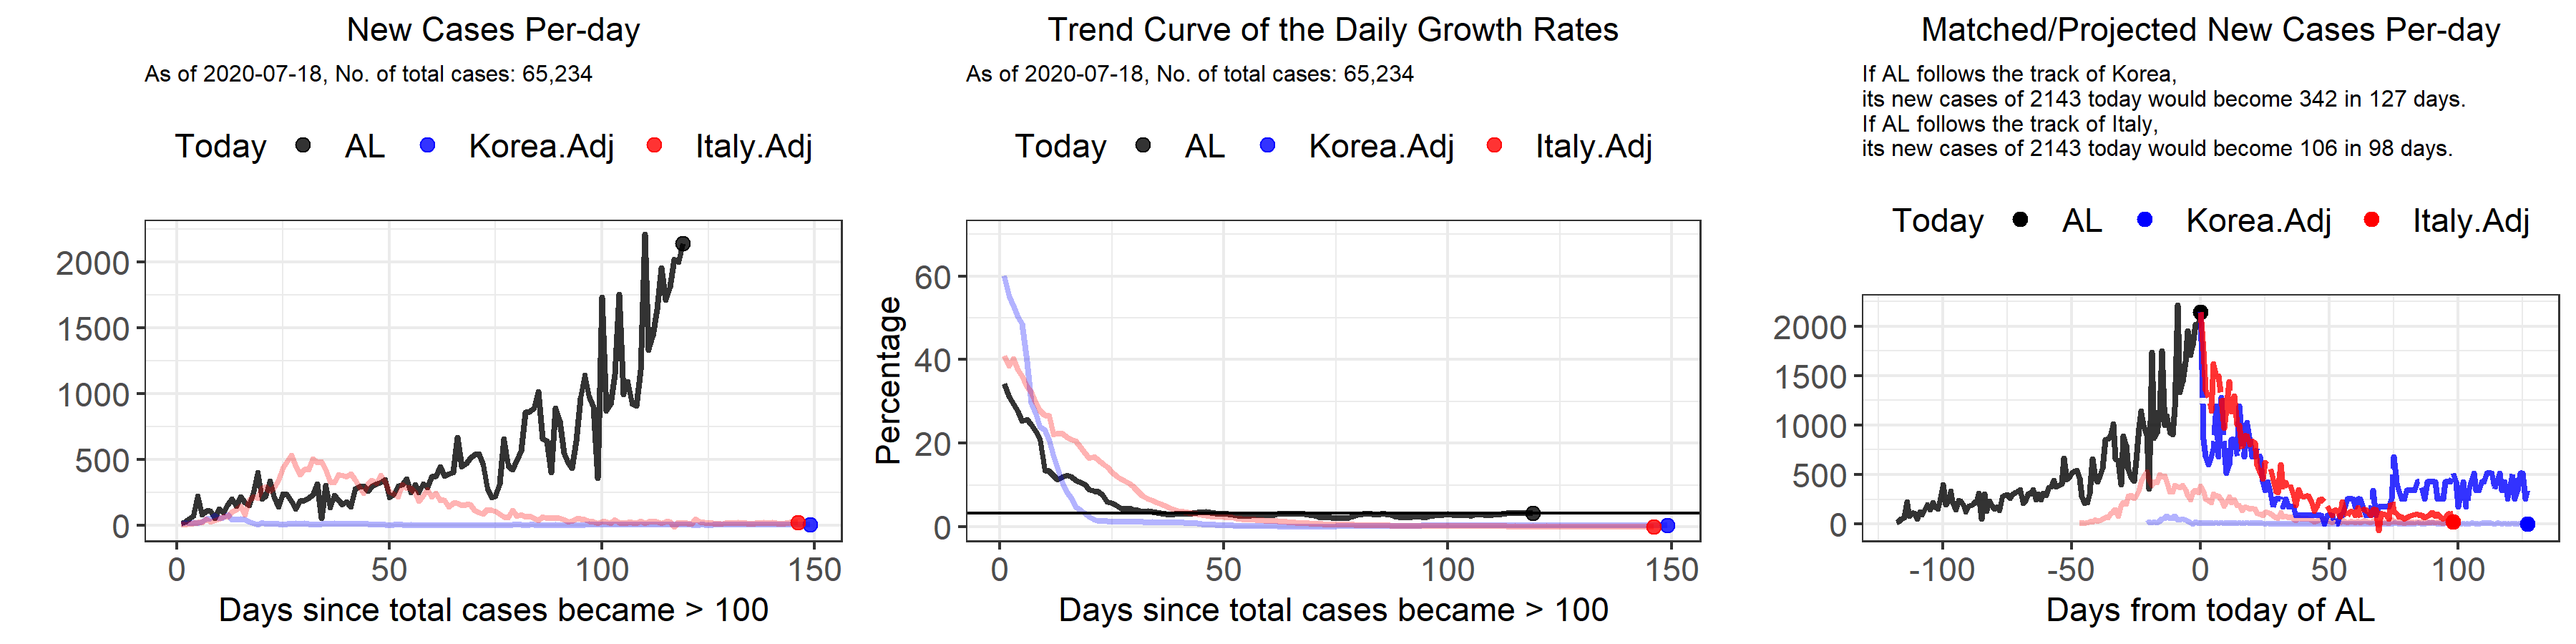 New Cases Per-day
As of 2020-07-18, No. of total cases: 65,234
Today AL Korea.Adj Italy.Adj
2000
1500
1000
500
0
0 50 100 150
Days since total cases became > 100
Trend Curve of the Daily Growth Rates
As of 2020-07-18, No. of total cases: 65,234
Today AL Korea.Adj Italy.Adj
Percentage
60
40
20
0
0 50 100 150
Days since total cases became > 100
Matched/Projected New Cases Per-day
If AL follows the track of Korea,
its new cases of 2143 today would become 342 in 127 days.
If AL follows the track of Italy,
its new cases of 2143 today would become 106 in 98 days.
Today AL Korea.Adj Italy.Adj
2000
1500
1000
500
0
-100 -50 0 50 100
Days from today of AL